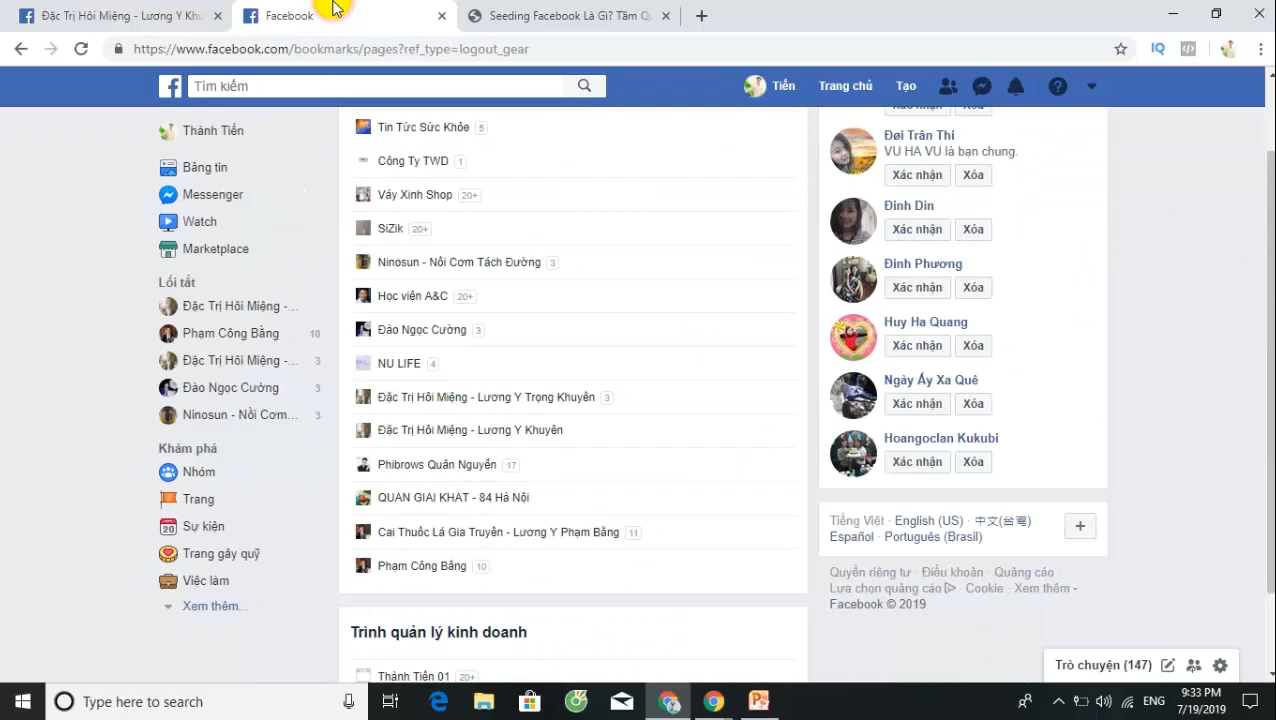 Đặc Trị Hôi Miệng - Lương Y Khu
Facebook
Seeding Facebook Là Gì? Tầm Q
https://www.facebook.com/bookmarks/pages?ref_type=logout_gear
IQ
Tìm kiếm
Tiến
Trang chủ
Tạo
Thành Tiến
Bảng tin
Messenger
Watch
Marketplace
Lối tắt
Đặc Trị Hôi Miệng -...
Phạm Công Bằng 10
Đặc Trị Hôi Miệng -... 3
Đào Ngọc Cường 3
Ninosun - Nồi Cơm... 3
Khám phá
Nhóm
Trang
20 Sự kiện
Trang gây quỹ
Việc làm
Xem thêm...
Tin Tức Sức Khỏe 5
Công Ty TWD 1
Váy Xinh Shop 20+
SiZik 20+
Ninosun - Nồi Cơm Tách Đường 3
Học viện A&C 20+
Đào Ngọc Cường 3
NU LIFE 4
Đặc Trị Hôi Miệng - Lương Y Trọng Khuyên 3
Đặc Trị Hôi Miệng - Lương Y Khuyên
Phibrows Quân Nguyễn 17
QUAN GIAI KHAT - 84 Hà Nội
Cai Thuốc Lá Gia Truyền - Lương Y Phạm Bằng 11
Phạm Công Bằng 10
Trình quản lý kinh doanh
Thành Tiến 01 20+
Xác nhận Xóa
Đợi Trân Thi
VU HA VU là bạn chung.
Xác nhận Xóa
Đinh Din
Xác nhận Xóa
Đinh Phương
Xác nhận Xóa
Huy Ha Quang
Xác nhận Xóa
Ngày Ấy Xa Quê
Xác nhận Xóa
Hoangoclan Kukubi
Xác nhận Xóa
Tiếng Việt · English (US) · 中文(台灣) ·
Español · Português (Brasil)
Quyền riêng tư · Điều khoản · Quảng cáo ·
Lựa chọn quảng cáo · Cookie · Xem thêm
Facebook © 2019
Trò chuyện (147)
Type here to search
ENG
9:33 PM
7/19/2019